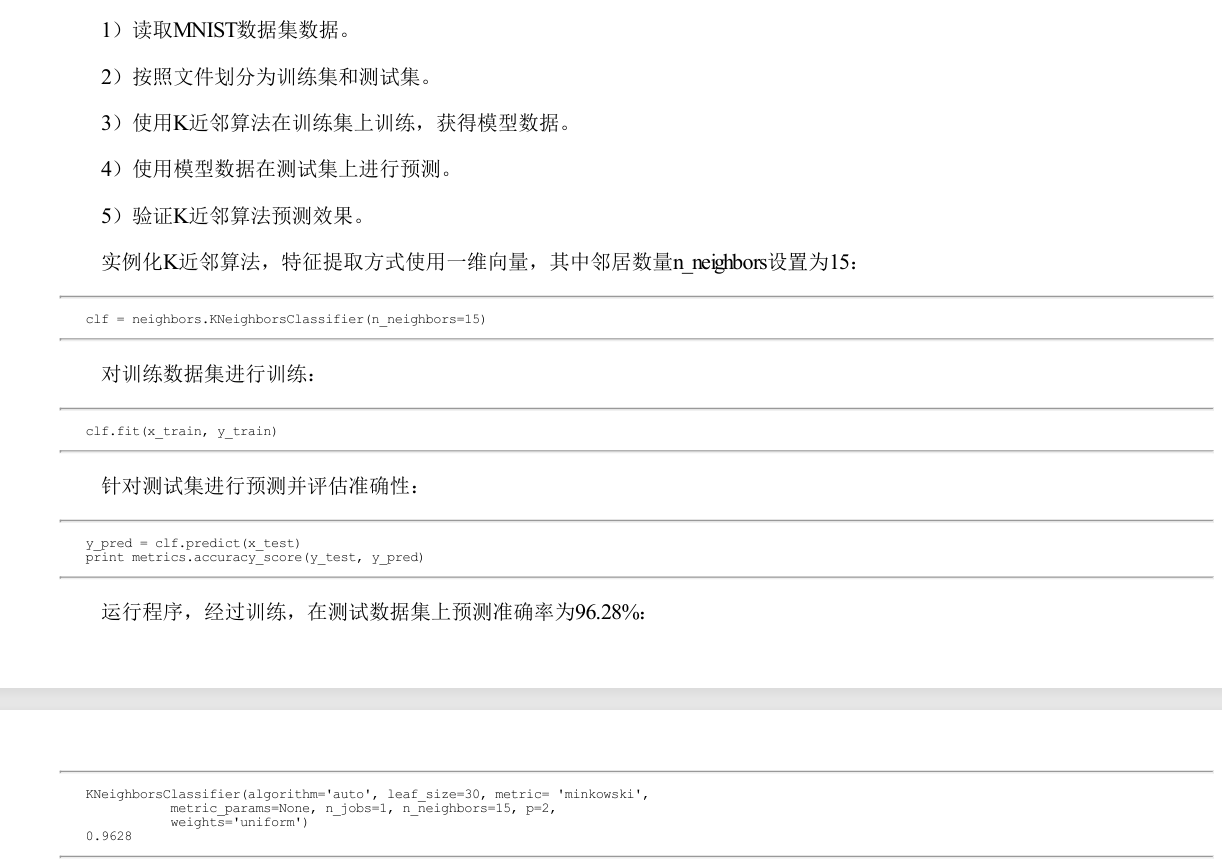 1）读取MNIST数据集数据。
2）按照文件划分为训练集和测试集。
3）使用K近邻算法在训练集上训练，获得模型数据。
4）使用模型数据在测试集上进行预测。
5）验证K近邻算法预测效果。
实例化K近邻算法，特征提取方式使用一维向量，其中邻居数量n_neighbors设置为15：
clf = neighbors.KNeighborsClassifier(n_neighbors=15)
对训练数据集进行训练：
clf.fit(x_train, y_train)
针对测试集进行预测并评估准确性：
y_pred = clf.predict(x_test)
print metrics.accuracy_score(y_test, y_pred)
运行程序，经过训练，在测试数据集上预测准确率为96.28%：
KNeighborsClassifier(algorithm='auto', leaf_size=30, metric= 'minkowski',
metric_params=None, n_jobs=1, n_neighbors=15, p=2,
weights='uniform')
0.9628